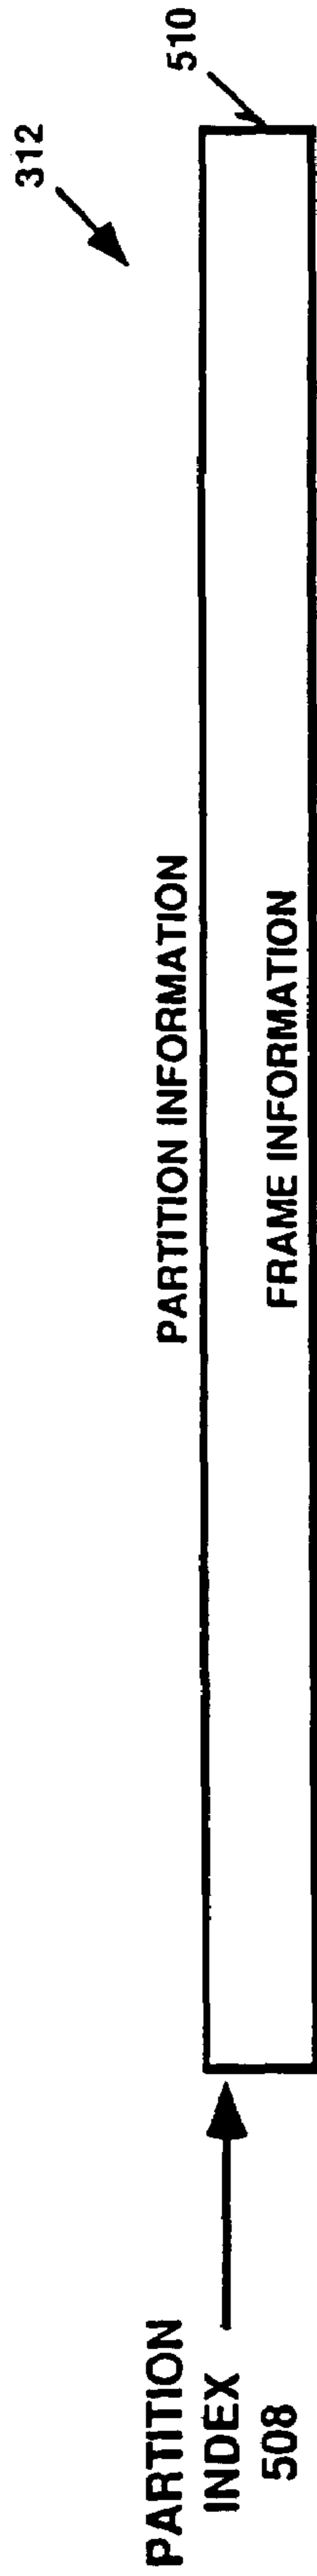 312
510
PARTITION INFORMATION
FRAME INFORMATION
PARTITION
INDEX
508